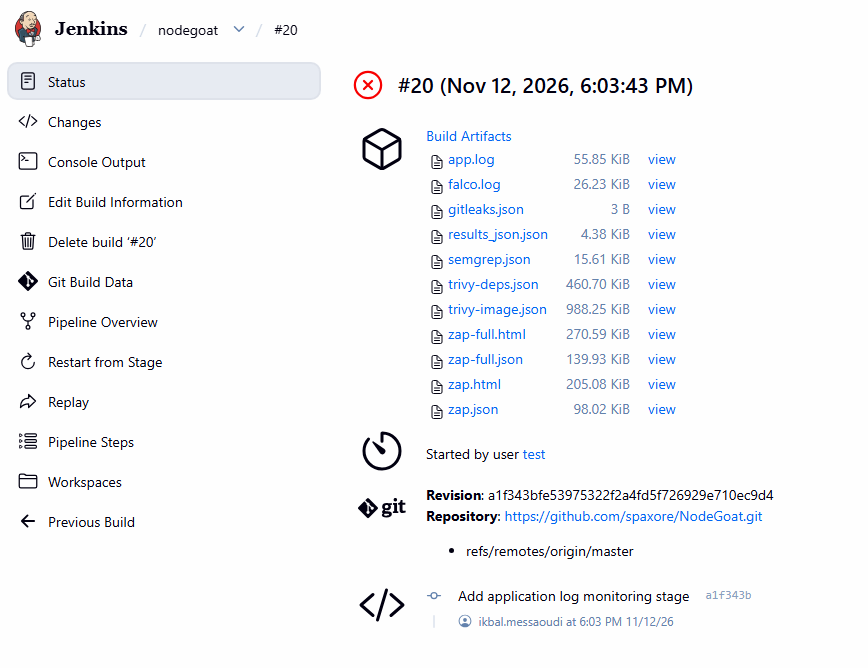 Jenkins / nodegoat / #20
Status
Changes
Console Output
Edit Build Information
Delete build ‘#20’
Git Build Data
Pipeline Overview
Restart from Stage
Replay
Pipeline Steps
Workspaces
Previous Build
#20 (Nov 12, 2026, 6:03:43 PM)
Build Artifacts
app.log 55.85 KiB view
falco.log 26.23 KiB view
gitleaks.json 3 B view
results_json.json 4.38 KiB view
semgrep.json 15.61 KiB view
trivy-deps.json 460.70 KiB view
trivy-image.json 988.25 KiB view
zap-full.html 270.59 KiB view
zap-full.json 139.93 KiB view
zap.html 205.08 KiB view
zap.json 98.02 KiB view
Started by user test
git
Revision: a1f343bfe53975322f2a4fd5f726929e710ec9d4
Repository: https://github.com/spaxore/NodeGoat.git
• refs/remotes/origin/master
Add application log monitoring stage a1f343b
ikbal.messaoudi at 6:03 PM 11/12/26